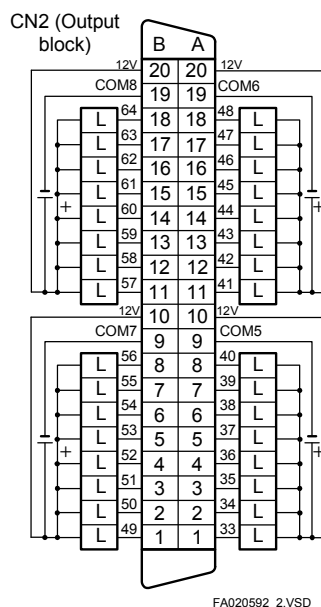 CN2 (Output block)
B A
12V 20 20 12V
COM8 19 19 COM6
64 L 18 18 48 L
63 L 17 17 47 L
62 L 16 16 46 L
61 L 15 15 45 L
60 L 14 14 44 L
59 L 13 13 43 L
58 L 12 12 42 L
57 L 11 11 41 L
+ +
12V 10 10 12V
COM7 9 9 COM5
56 L 8 8 40 L
55 L 7 7 39 L
54 L 6 6 38 L
53 L 5 5 37 L
52 L 4 4 36 L
51 L 3 3 35 L
50 L 2 2 34 L
49 L 1 1 33 L
+ +
FA020592_2.VSD